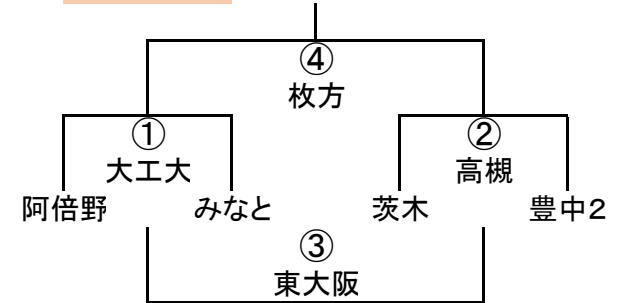 ④
枚方
① ②
大工大 高槻
阿倍野 みなと 茨木 豊中2
③
東大阪